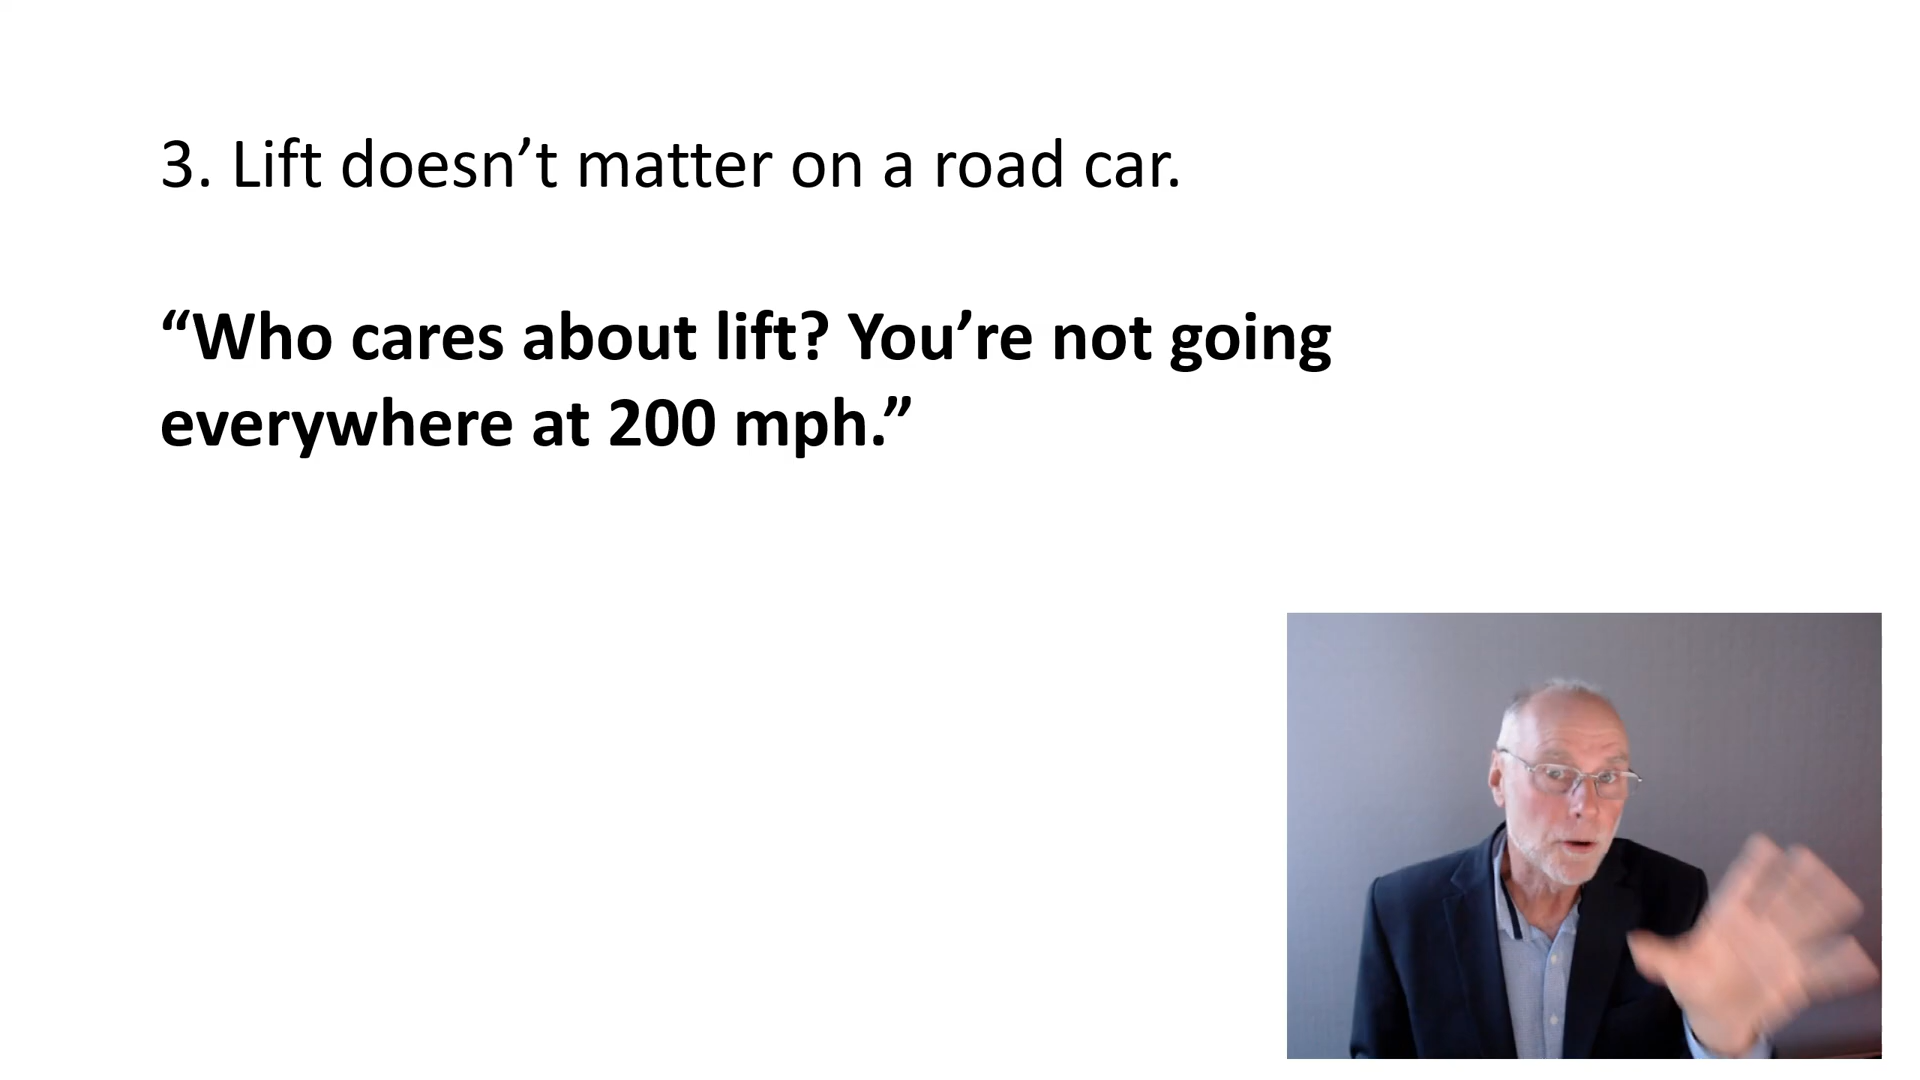 3. Lift doesn’t matter on a road car.
“Who cares about lift? You’re not going
everywhere at 200 mph.”